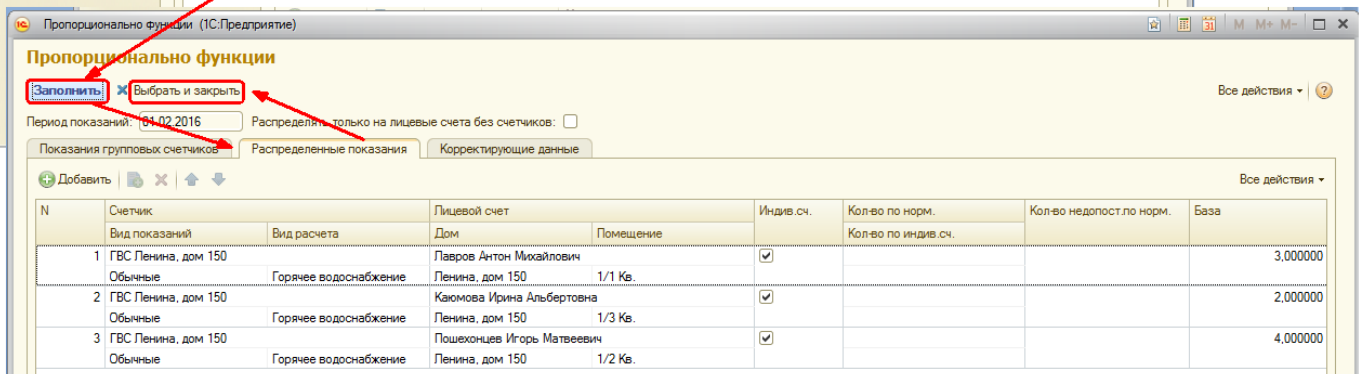 Пропорционально функции (1С:Предприятие)
31 M M+ M-
Пропорционально функции
Заполнить Выбрать и закрыть Все действия ?
Период показаний: 01.02.2016 Распределять только на лицевые счета без счетчиков:
Показания групповых счетчиков Распределенные показания Корректирующие данные
Добавить Все действия
N Счетчик Лицевой счет Индив.сч. Кол-во по норм. Кол-во недопост.по норм. База
Вид показаний Вид расчета Дом Помещение Кол-во по индив.сч.
1 ГВС Ленина, дом 150 Лавров Антон Михайлович 3,000000
Обычные Горячее водоснабжение Ленина, дом 150 1/1 Кв.
2 ГВС Ленина, дом 150 Каюмова Ирина Альбертовна 2,000000
Обычные Горячее водоснабжение Ленина, дом 150 1/3 Кв.
3 ГВС Ленина, дом 150 Пошехонцев Игорь Матвеевич 4,000000
Обычные Горячее водоснабжение Ленина, дом 150 1/2 Кв.